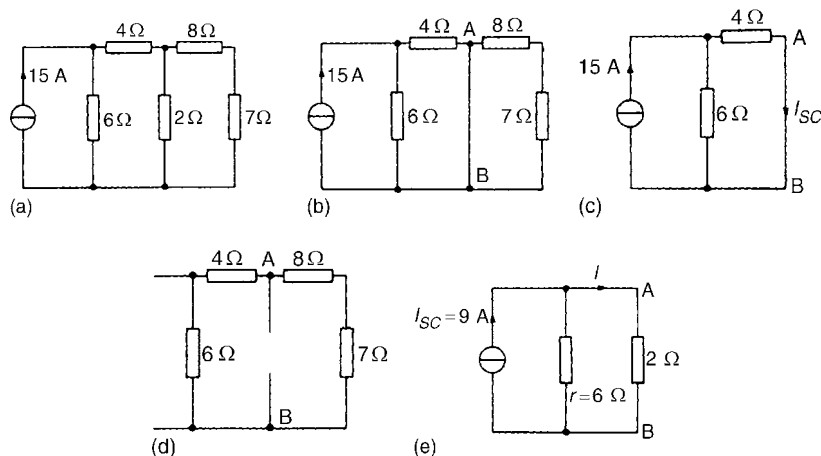 4Ω 8Ω
15 A
6Ω 2Ω 7Ω
(a)
4Ω A 8Ω
15 A
6Ω 7Ω
B
(b)
4Ω
A
15 A
6Ω I_SC
B
(c)
4Ω A 8Ω
6Ω 7Ω
B
(d)
I
A
I_SC = 9 A
2 Ω
r = 6 Ω
B
(e)